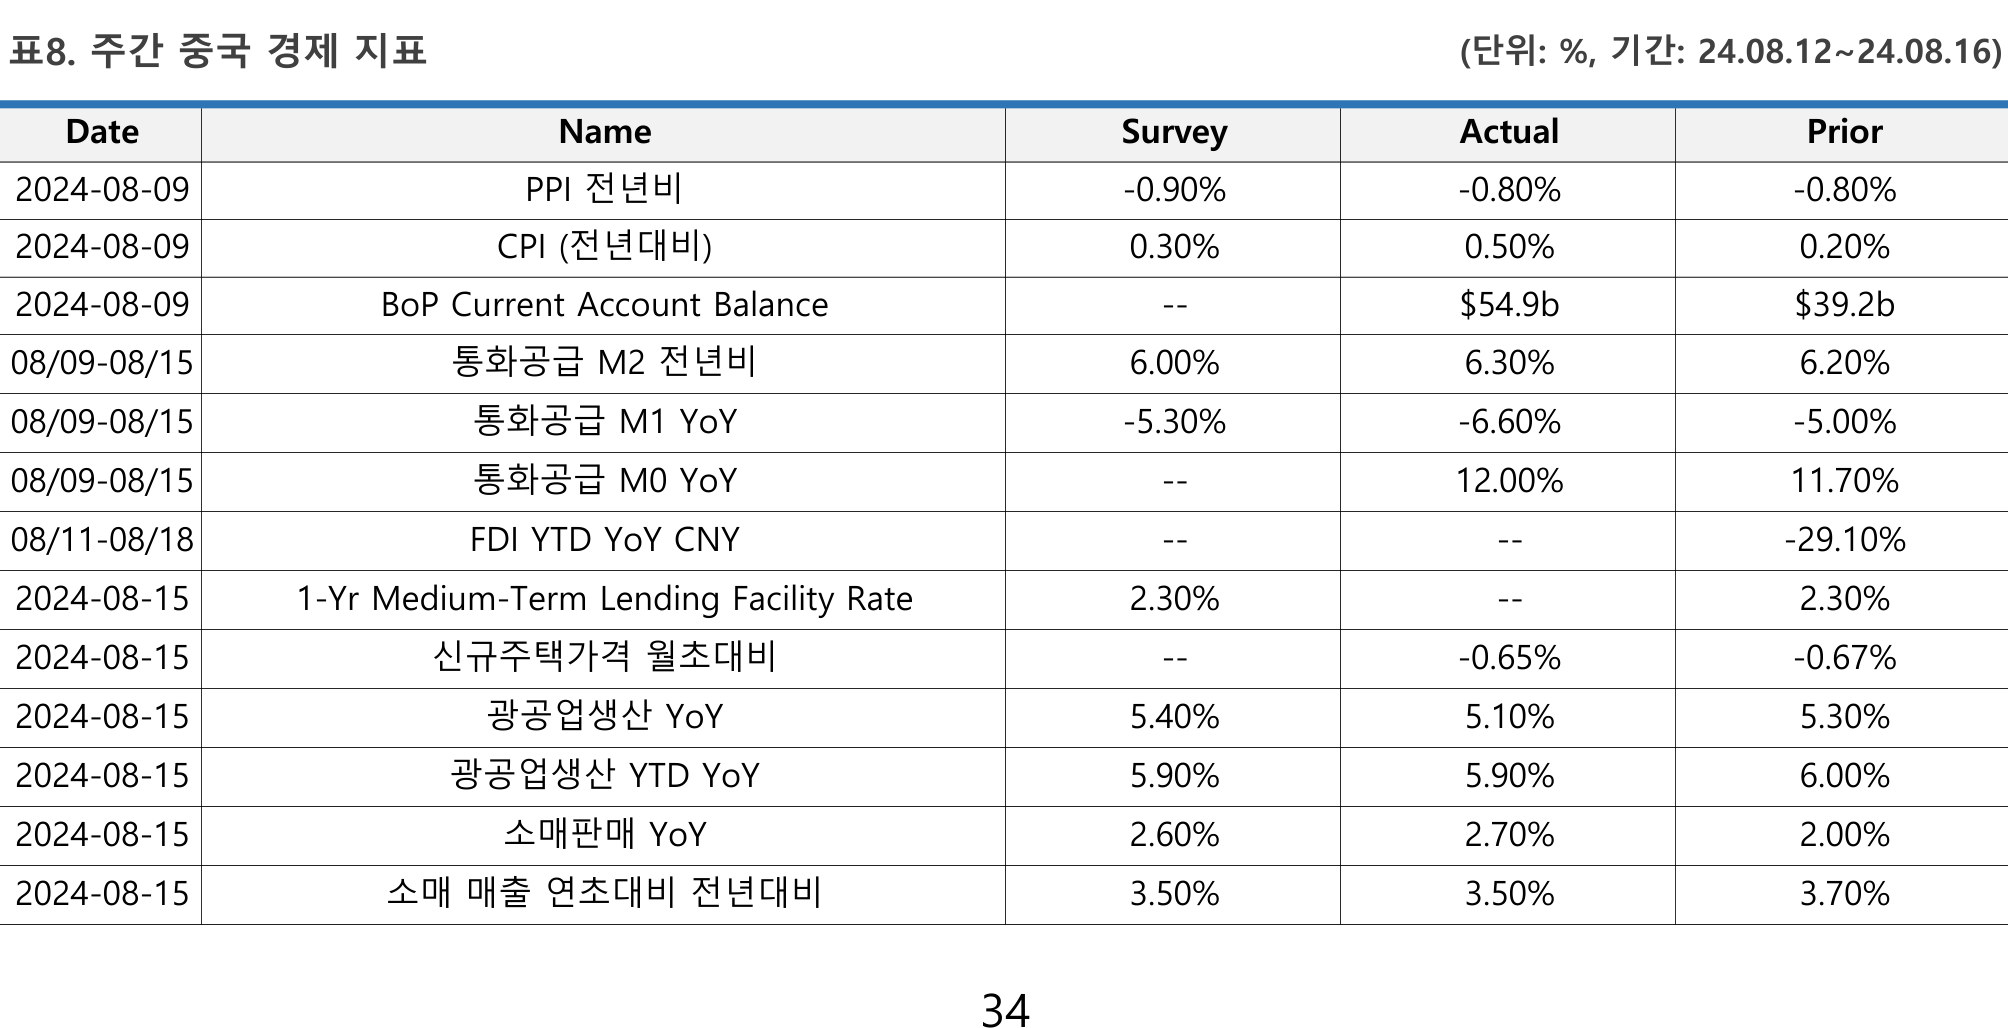 표8. 주간 중국 경제 지표 (단위: %, 기간: 24.08.12~24.08.16)
Date Name Survey Actual Prior
2024-08-09 PPI 전년비 -0.90% -0.80% -0.80%
2024-08-09 CPI (전년대비) 0.30% 0.50% 0.20%
2024-08-09 BoP Current Account Balance -- $54.9b $39.2b
08/09-08/15 통화공급 M2 전년비 6.00% 6.30% 6.20%
08/09-08/15 통화공급 M1 YoY -5.30% -6.60% -5.00%
08/09-08/15 통화공급 M0 YoY -- 12.00% 11.70%
08/11-08/18 FDI YTD YoY CNY -- -- -29.10%
2024-08-15 1-Yr Medium-Term Lending Facility Rate 2.30% -- 2.30%
2024-08-15 신규주택가격 월초대비 -- -0.65% -0.67%
2024-08-15 광공업생산 YoY 5.40% 5.10% 5.30%
2024-08-15 광공업생산 YTD YoY 5.90% 5.90% 6.00%
2024-08-15 소매판매 YoY 2.60% 2.70% 2.00%
2024-08-15 소매 매출 연초대비 전년대비 3.50% 3.50% 3.70%
34